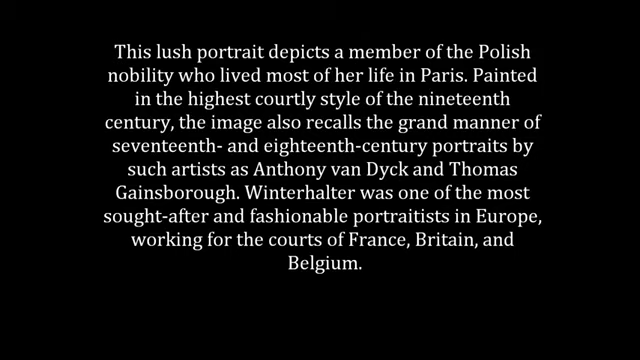 This lush portrait depicts a member of the Polish
nobility who lived most of her life in Paris. Painted
in the highest courtly style of the nineteenth
century, the image also recalls the grand manner of
seventeenth- and eighteenth-century portraits by
such artists as Anthony van Dyck and Thomas
Gainsborough. Winterhalter was one of the most
sought-after and fashionable portraitists in Europe,
working for the courts of France, Britain, and
Belgium.